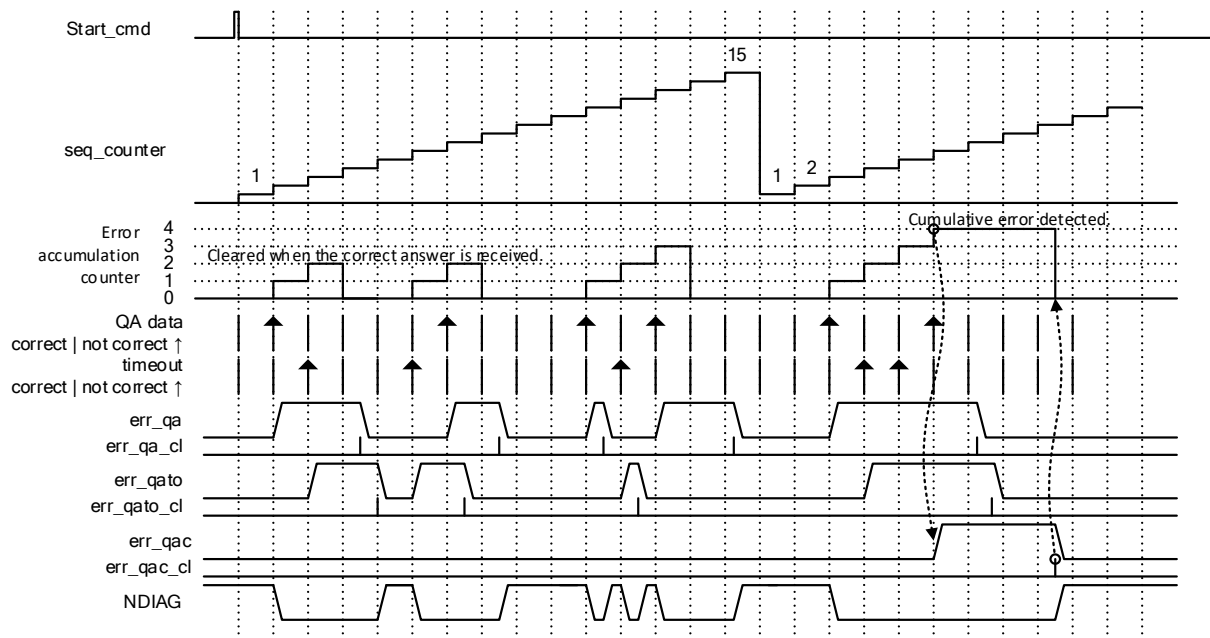 Start_cmd
15
seq_counter
1
1
2
Cumulative error detected.
Error
accumulation
counter
4
3
2
1
0
Cleared when the correct answer is received.
QA data
correct | not correct ↑
timeout
correct | not correct ↑
err_qa
err_qa_cl
err_qato
err_qato_cl
err_qac
err_qac_cl
NDIAG